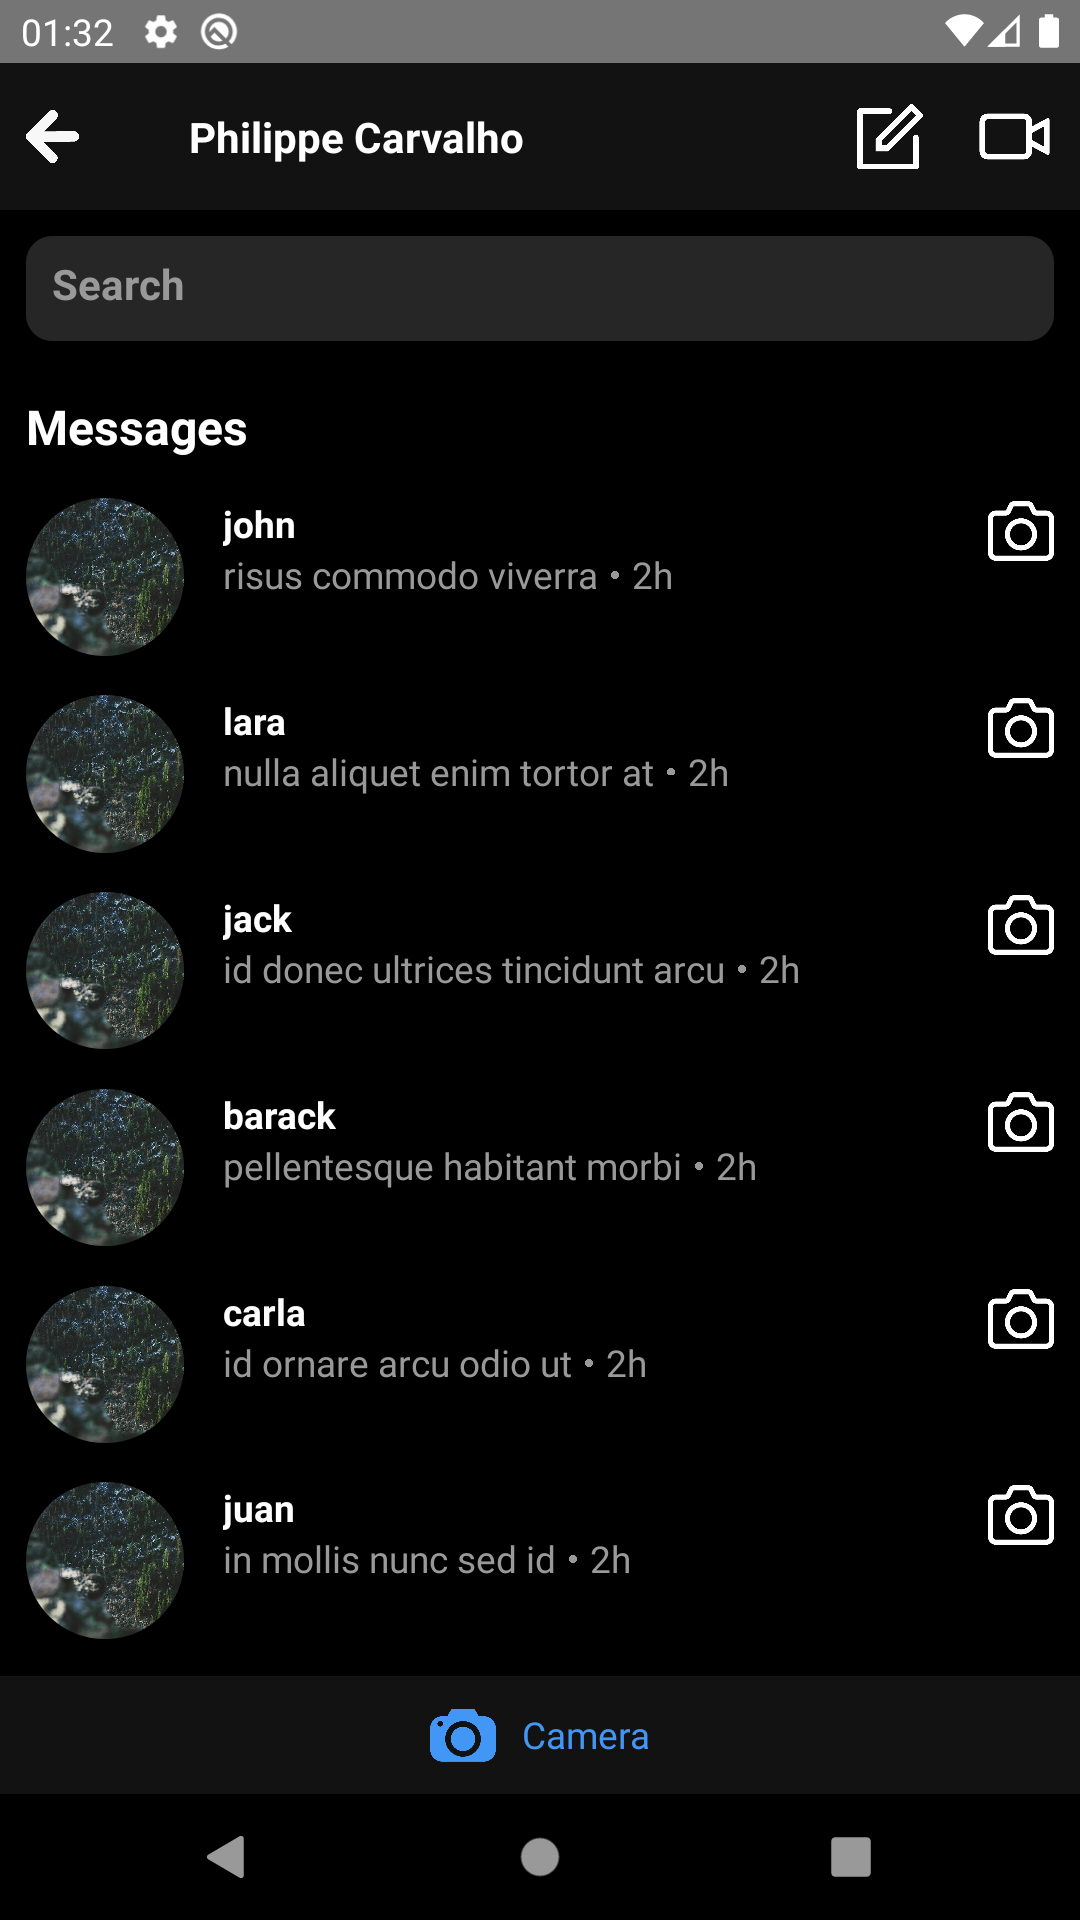 01:32
Philippe Carvalho
Search
Messages
john
risus commodo viverra • 2h
lara
nulla aliquet enim tortor at • 2h
jack
id donec ultrices tincidunt arcu • 2h
barack
pellentesque habitant morbi • 2h
carla
id ornare arcu odio ut • 2h
juan
in mollis nunc sed id • 2h
Camera